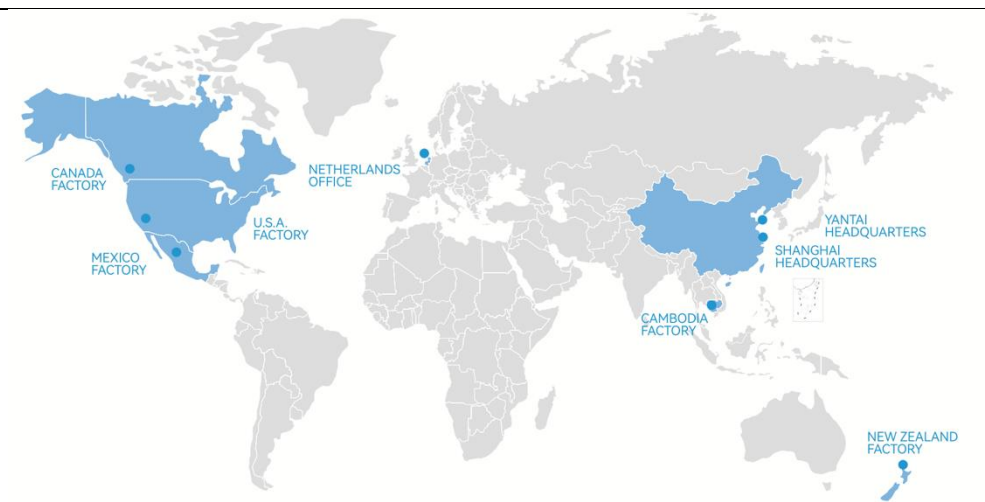 CANADA
FACTORY
NETHERLANDS
OFFICE
U.S.A.
FACTORY
MEXICO
FACTORY
YANTAI
HEADQUARTERS
SHANGHAI
HEADQUARTERS
CAMBODIA
FACTORY
NEW ZEALAND
FACTORY